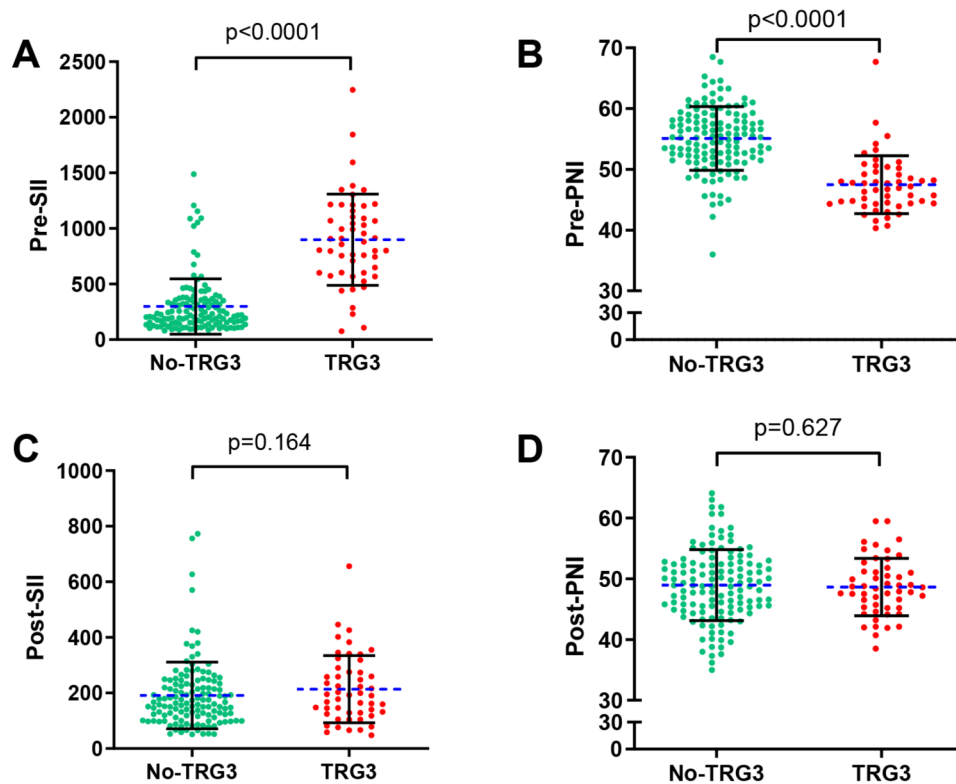 A
p<0.0001
Pre-SII
2500
2000
1500
1000
500
0
No-TRG3
TRG3
B
p<0.0001
Pre-PNI
70
60
50
40
30
30
0
No-TRG3
TRG3
C
p=0.164
Post-SII
1000
800
600
400
200
0
No-TRG3
TRG3
D
p=0.627
Post-PNI
70
60
50
40
30
30
0
No-TRG3
TRG3